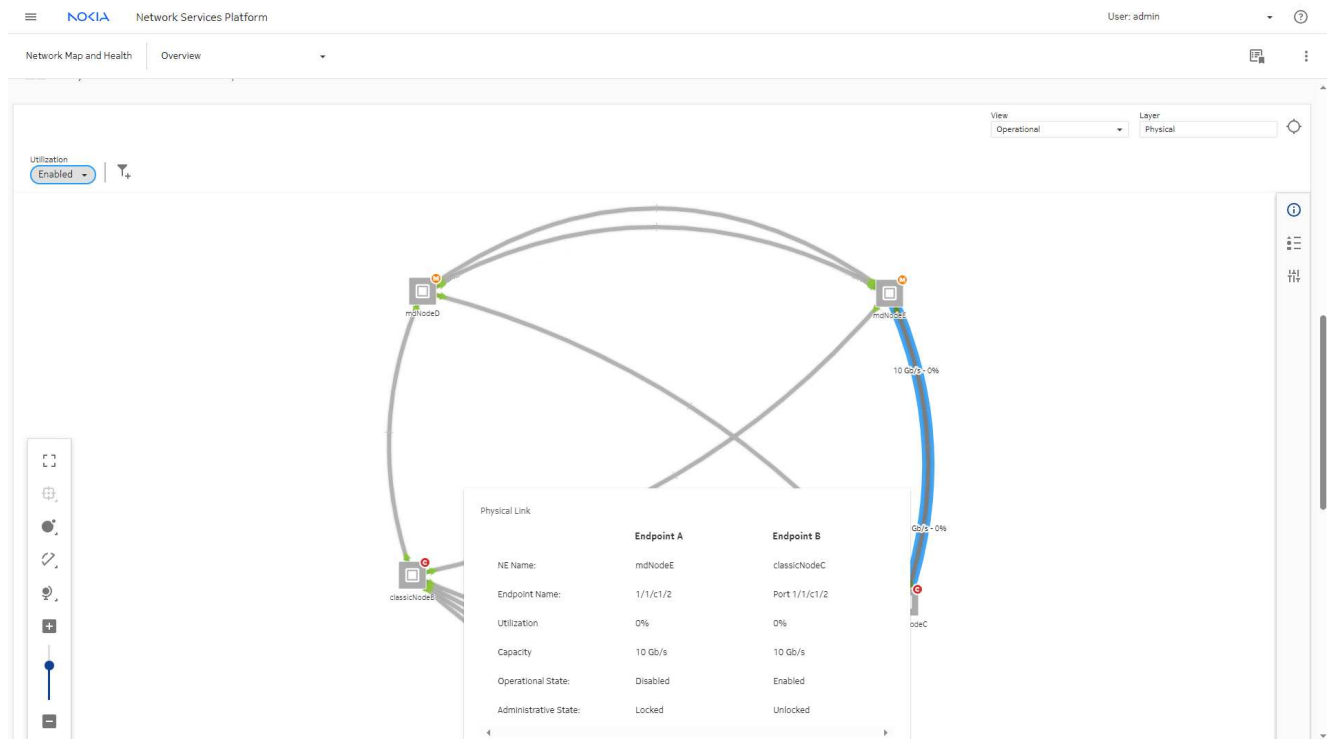 NOKIA Network Services Platform User: admin
Network Map and Health Overview
View Layer
Operational Physical
Utilization
Enabled
M M
mdNodeD mdNodeE
10 Gb/s - 0%
Gb/s - 0%
C C
classicNodeB odeC
Physical Link
Endpoint A Endpoint B
NE Name: mdNodeE classicNodeC
Endpoint Name: 1/1/c1/2 Port 1/1/c1/2
Utilization 0% 0%
Capacity 10 Gb/s 10 Gb/s
Operational State: Disabled Enabled
Administrative State: Locked Unlocked